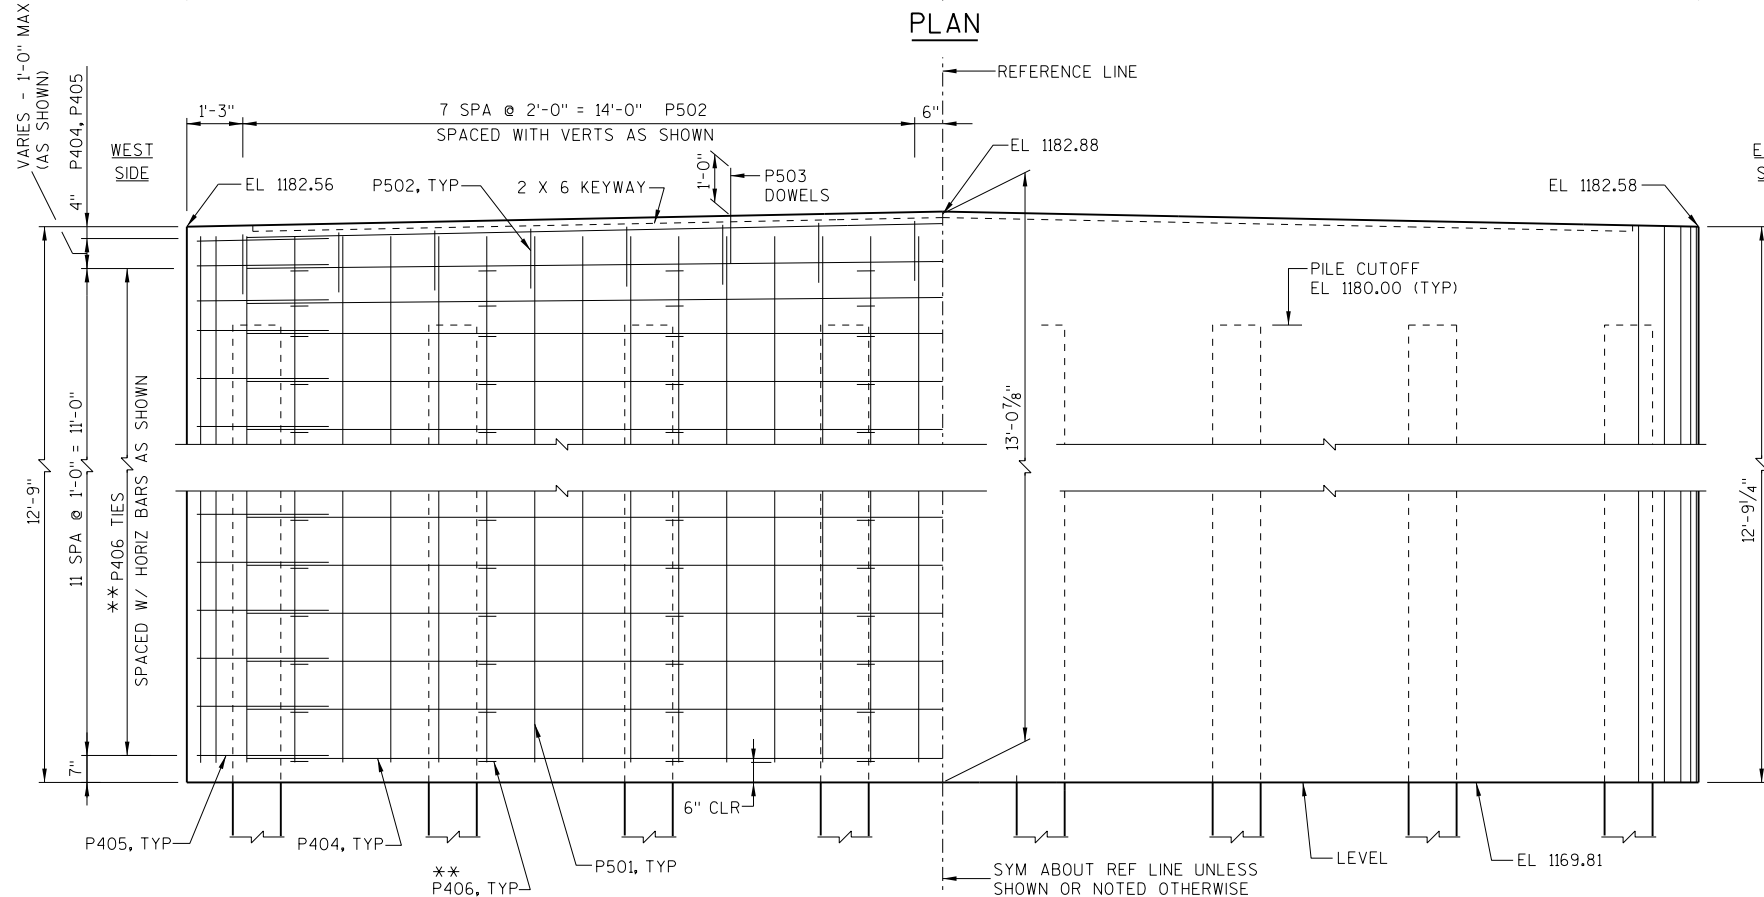 PLAN
REFERENCE LINE
VARIES - 1'-0" MAX
(AS SHOWN)
4" P404, P405
1'-3"
7 SPA @ 2'-0" = 14'-0" P502
SPACED WITH VERTS AS SHOWN
6"
WEST
SIDE
EL 1182.56
P502, TYP
2 X 6 KEYWAY
1'-0"
P503
DOWELS
EL 1182.88
EL 1182.58
PILE CUTOFF
EL 1180.00 (TYP)
13'-0 7/8"
12'-9"
11 SPA @ 1'-0" = 11'-0"
**P406 TIES
SPACED W/ HORIZ BARS AS SHOWN
12'-9 1/4"
7"
6" CLR
P405, TYP
P404, TYP
**
P406, TYP
P501, TYP
LEVEL
EL 1169.81
SYM ABOUT REF LINE UNLESS
SHOWN OR NOTED OTHERWISE